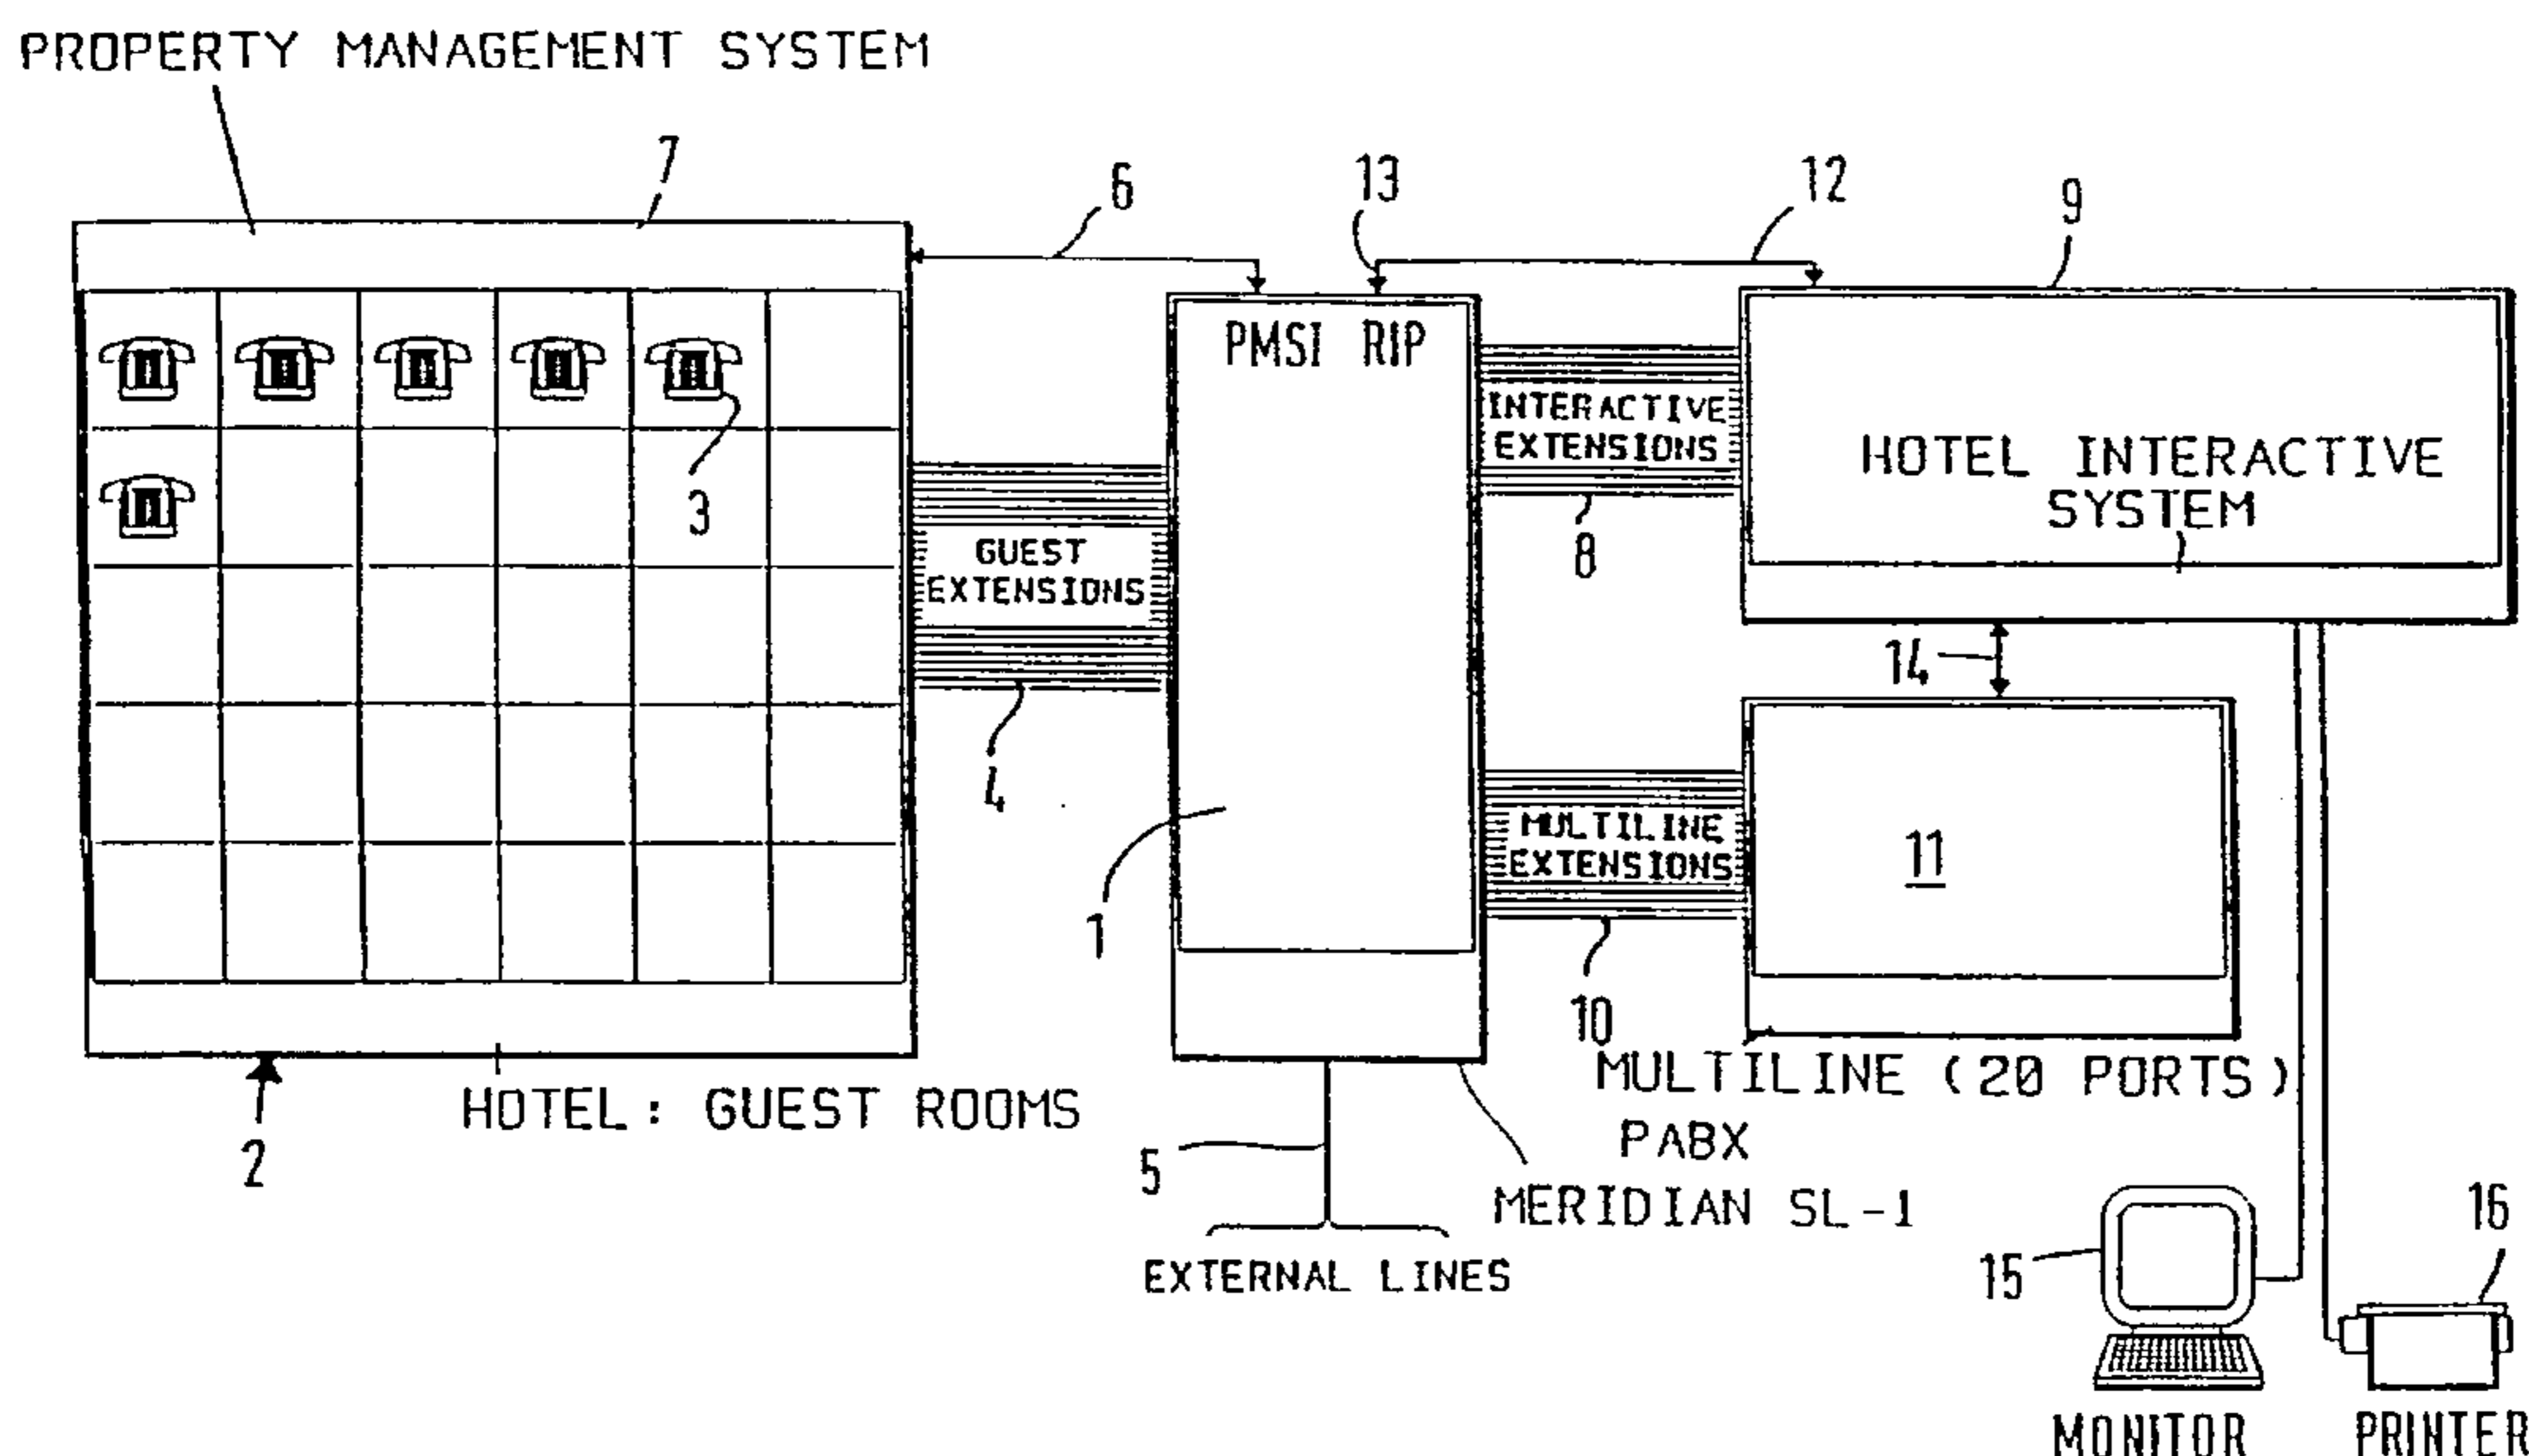 PROPERTY MANAGEMENT SYSTEM
7
6
13
12
9
PMSI RIP
INTERACTIVE
EXTENSIONS
HOTEL INTERACTIVE
SYSTEM
3
8
GUEST
EXTENSIONS
14
4
MULTILINE
EXTENSIONS
11
1
10
MULTILINE (20 PORTS)
HOTEL: GUEST ROOMS
2
PABX
5
MERIDIAN SL-1
EXTERNAL LINES
15
16
MONITOR
PRINTER